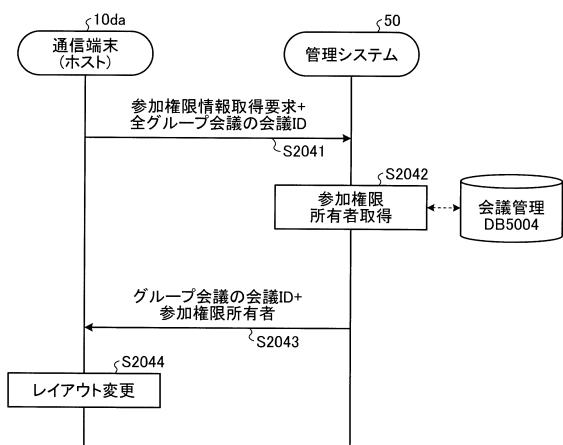 10da
50
通信端末
(ホスト)
管理システム
参加権限情報取得要求+
全グループ会議の会議ID
S2041
S2042
参加権限
所有者取得
会議管理
DB5004
グループ会議の会議ID+
参加権限所有者
S2043
S2044
レイアウト変更